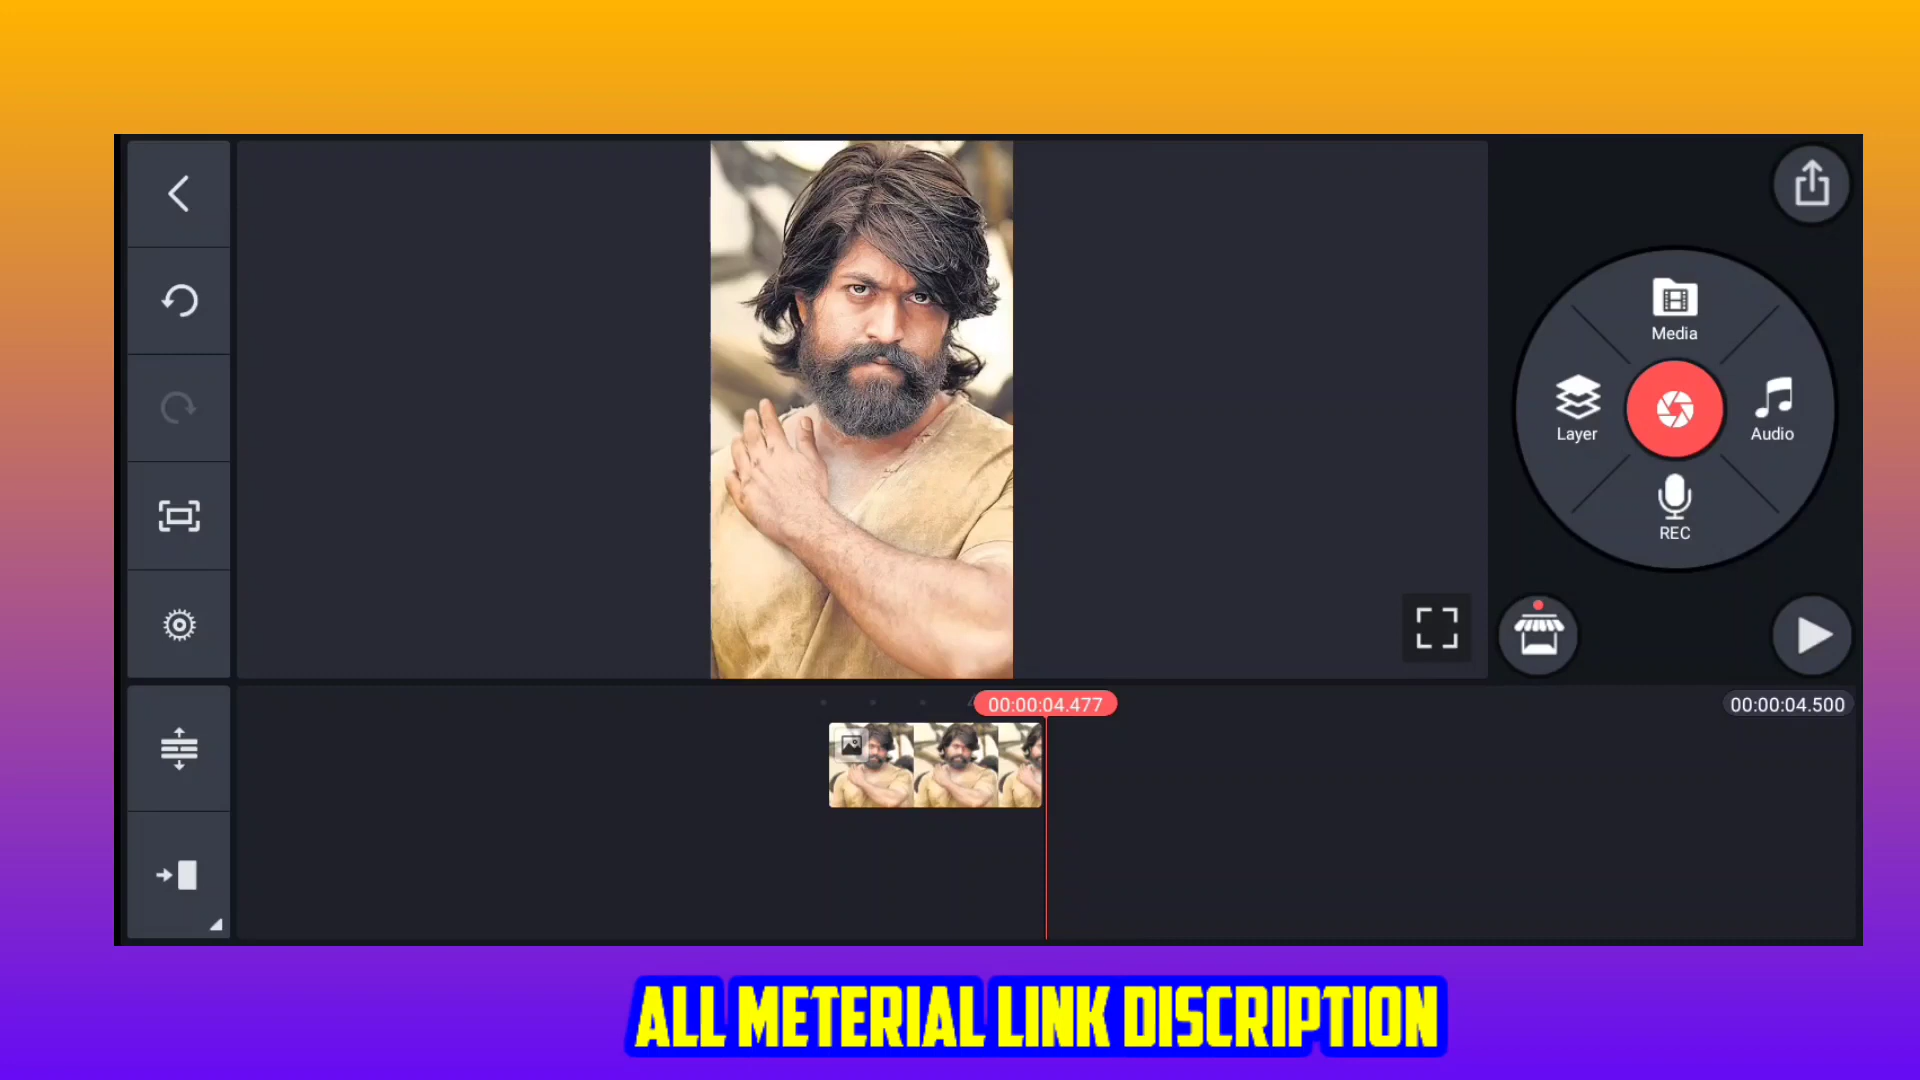 Media
Layer
Audio
REC
00:00:04.477
00:00:04.500
ALL METERIAL LINK DISCRIPTION